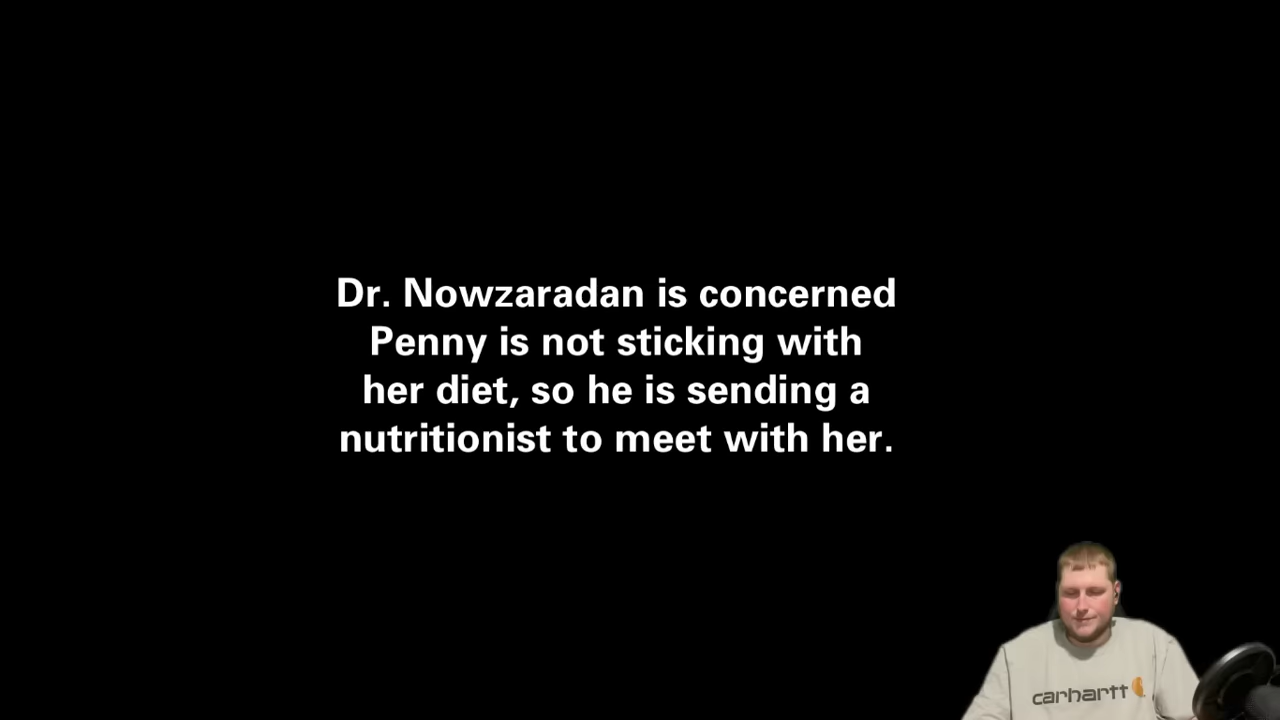 Dr. Nowzaradan is concerned
Penny is not sticking with
her diet, so he is sending a
nutritionist to meet with her.
carhartt